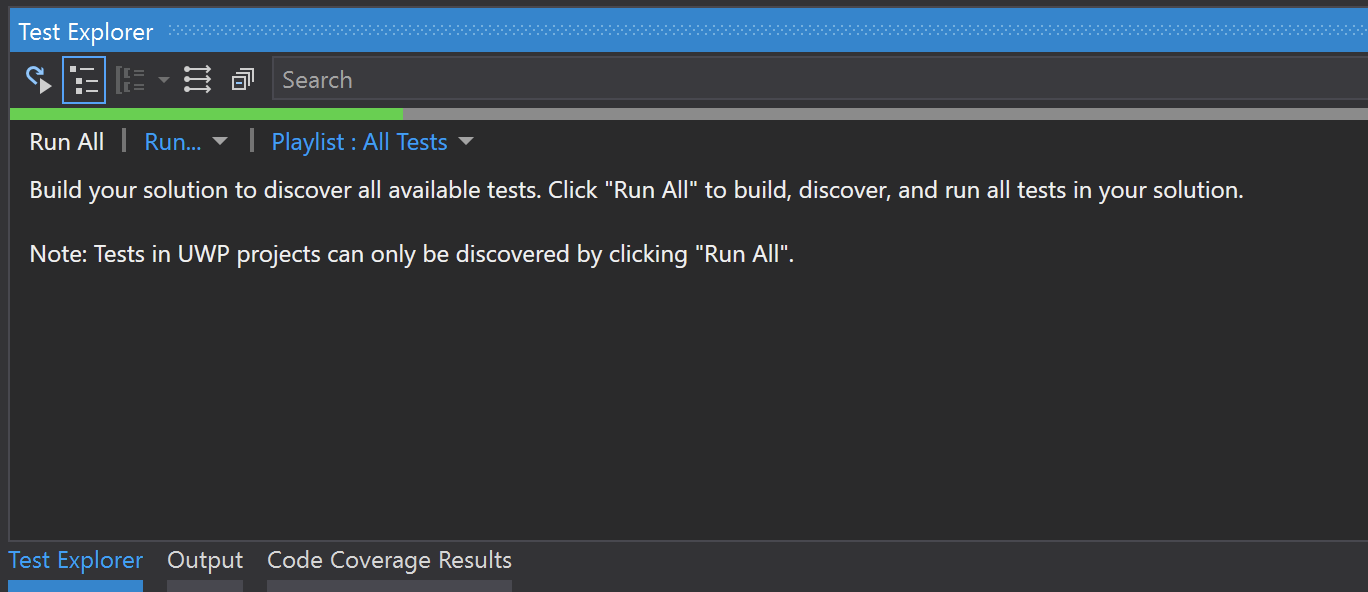 Test Explorer
Search
Run All | Run... | Playlist : All Tests
Build your solution to discover all available tests. Click "Run All" to build, discover, and run all tests in your solution.
Note: Tests in UWP projects can only be discovered by clicking "Run All".
Test Explorer Output Code Coverage Results